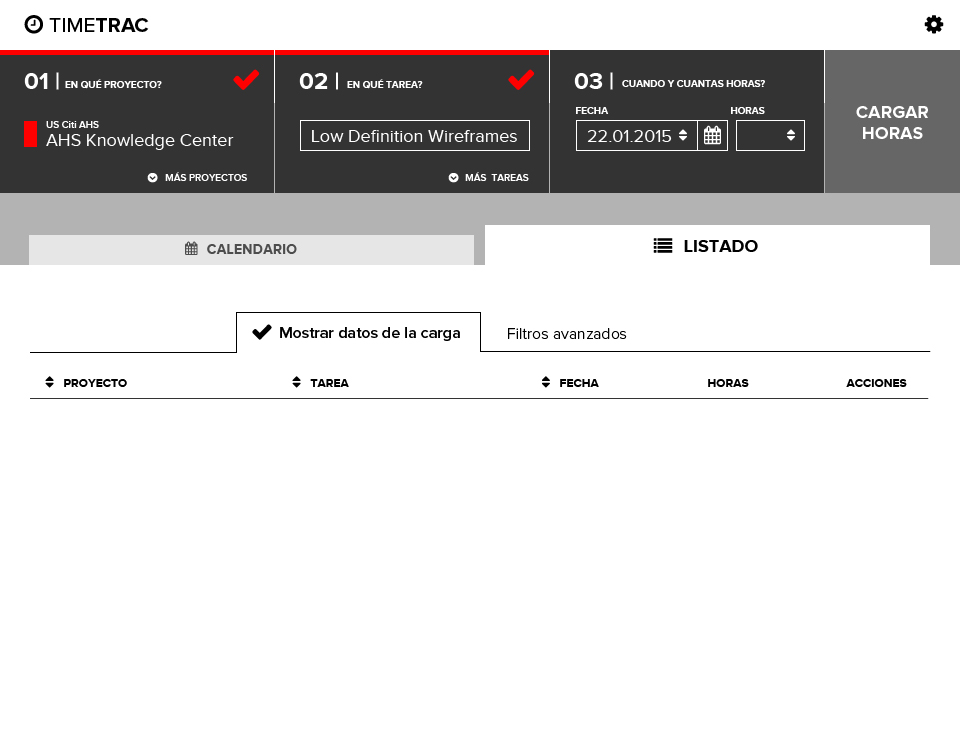 TIMETRAC
01 | EN QUÉ PROYECTO?
US Citi AHS
AHS Knowledge Center
MÁS PROYECTOS
02 | EN QUÉ TAREA?
Low Definition Wireframes
MÁS TAREAS
03 | CUANDO Y CUANTAS HORAS?
FECHA HORAS
22.01.2015
CARGAR
HORAS
CALENDARIO
LISTADO
Mostrar datos de la carga
Filtros avanzados
PROYECTO TAREA FECHA HORAS ACCIONES